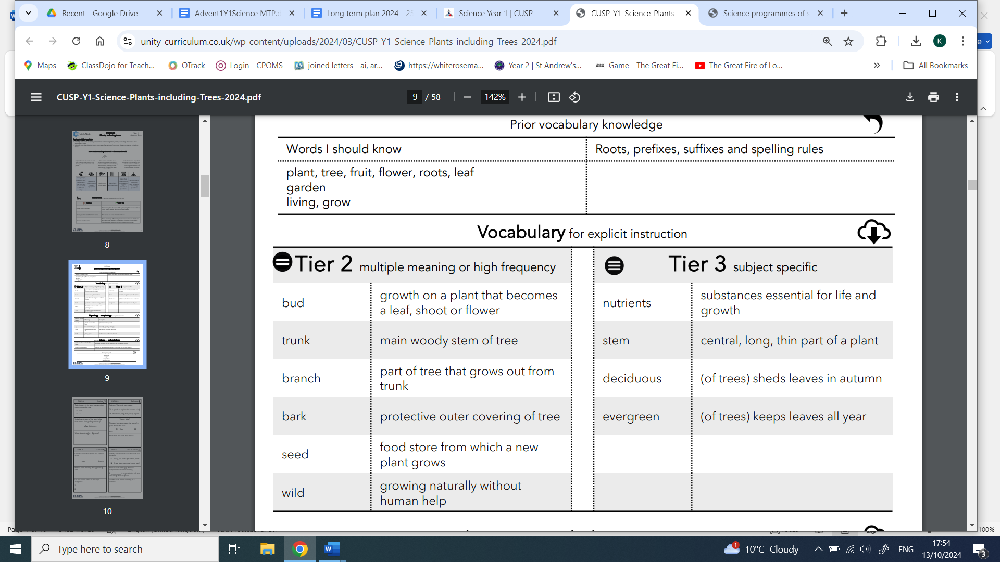 Recent - Google Drive
Advent1Y1Science MTP.d
Long term plan 2024 - 25
Science Year 1 | CUSP
CUSP-Y1-Science-Plants-
Science programmes of s
unity-curriculum.co.uk/wp-content/uploads/2024/03/CUSP-Y1-Science-Plants-including-Trees-2024.pdf
K
Maps
ClassDojo for Teach...
OTrack
Login - CPOMS
joined letters - ai, ar...
https://whiterosema...
Year 2 | St Andrew's...
Game - The Great Fi...
The Great Fire of Lo...
All Bookmarks
CUSP-Y1-Science-Plants-including-Trees-2024.pdf
9 / 58
142%
8
9
10
Prior vocabulary knowledge
Words I should know
Roots, prefixes, suffixes and spelling rules
plant, tree, fruit, flower, roots, leaf
garden
living, grow
Vocabulary for explicit instruction
Tier 2 multiple meaning or high frequency
Tier 3 subject specific
bud
growth on a plant that becomes
a leaf, shoot or flower
nutrients
substances essential for life and
growth
trunk
main woody stem of tree
stem
central, long, thin part of a plant
branch
part of tree that grows out from
trunk
deciduous
(of trees) sheds leaves in autumn
bark
protective outer covering of tree
evergreen
(of trees) keeps leaves all year
seed
food store from which a new
plant grows
wild
growing naturally without
human help
100%
Type here to search
1
10°C Cloudy
ENG
17:54
13/10/2024
3